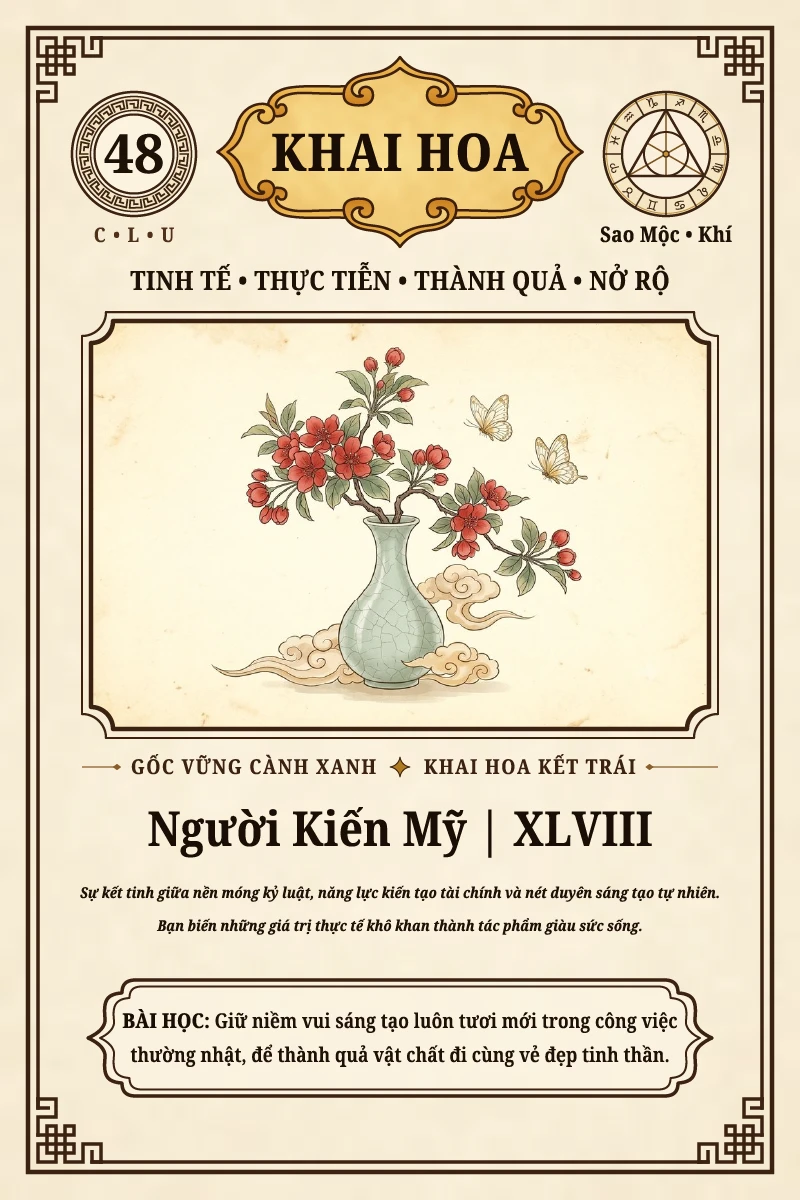 48
C • L • U
KHAI HOA
Sao Mộc • Khí
TINH TẾ • THỰC TIỄN • THÀNH QUẢ • NỞ RỘ
GỐC VỮNG CÀNH XANH ✦ KHAI HOA KẾT TRÁI
Người Kiến Mỹ | XLVIII
Sự kết tinh giữa nền móng kỷ luật, năng lực kiến tạo tài chính và nét duyên sáng tạo tự nhiên.
Bạn biến những giá trị thực tế khô khan thành tác phẩm giàu sức sống.
BÀI HỌC: Giữ niềm vui sáng tạo luôn tươi mới trong công việc
thường nhật, để thành quả vật chất đi cùng vẻ đẹp tinh thần.